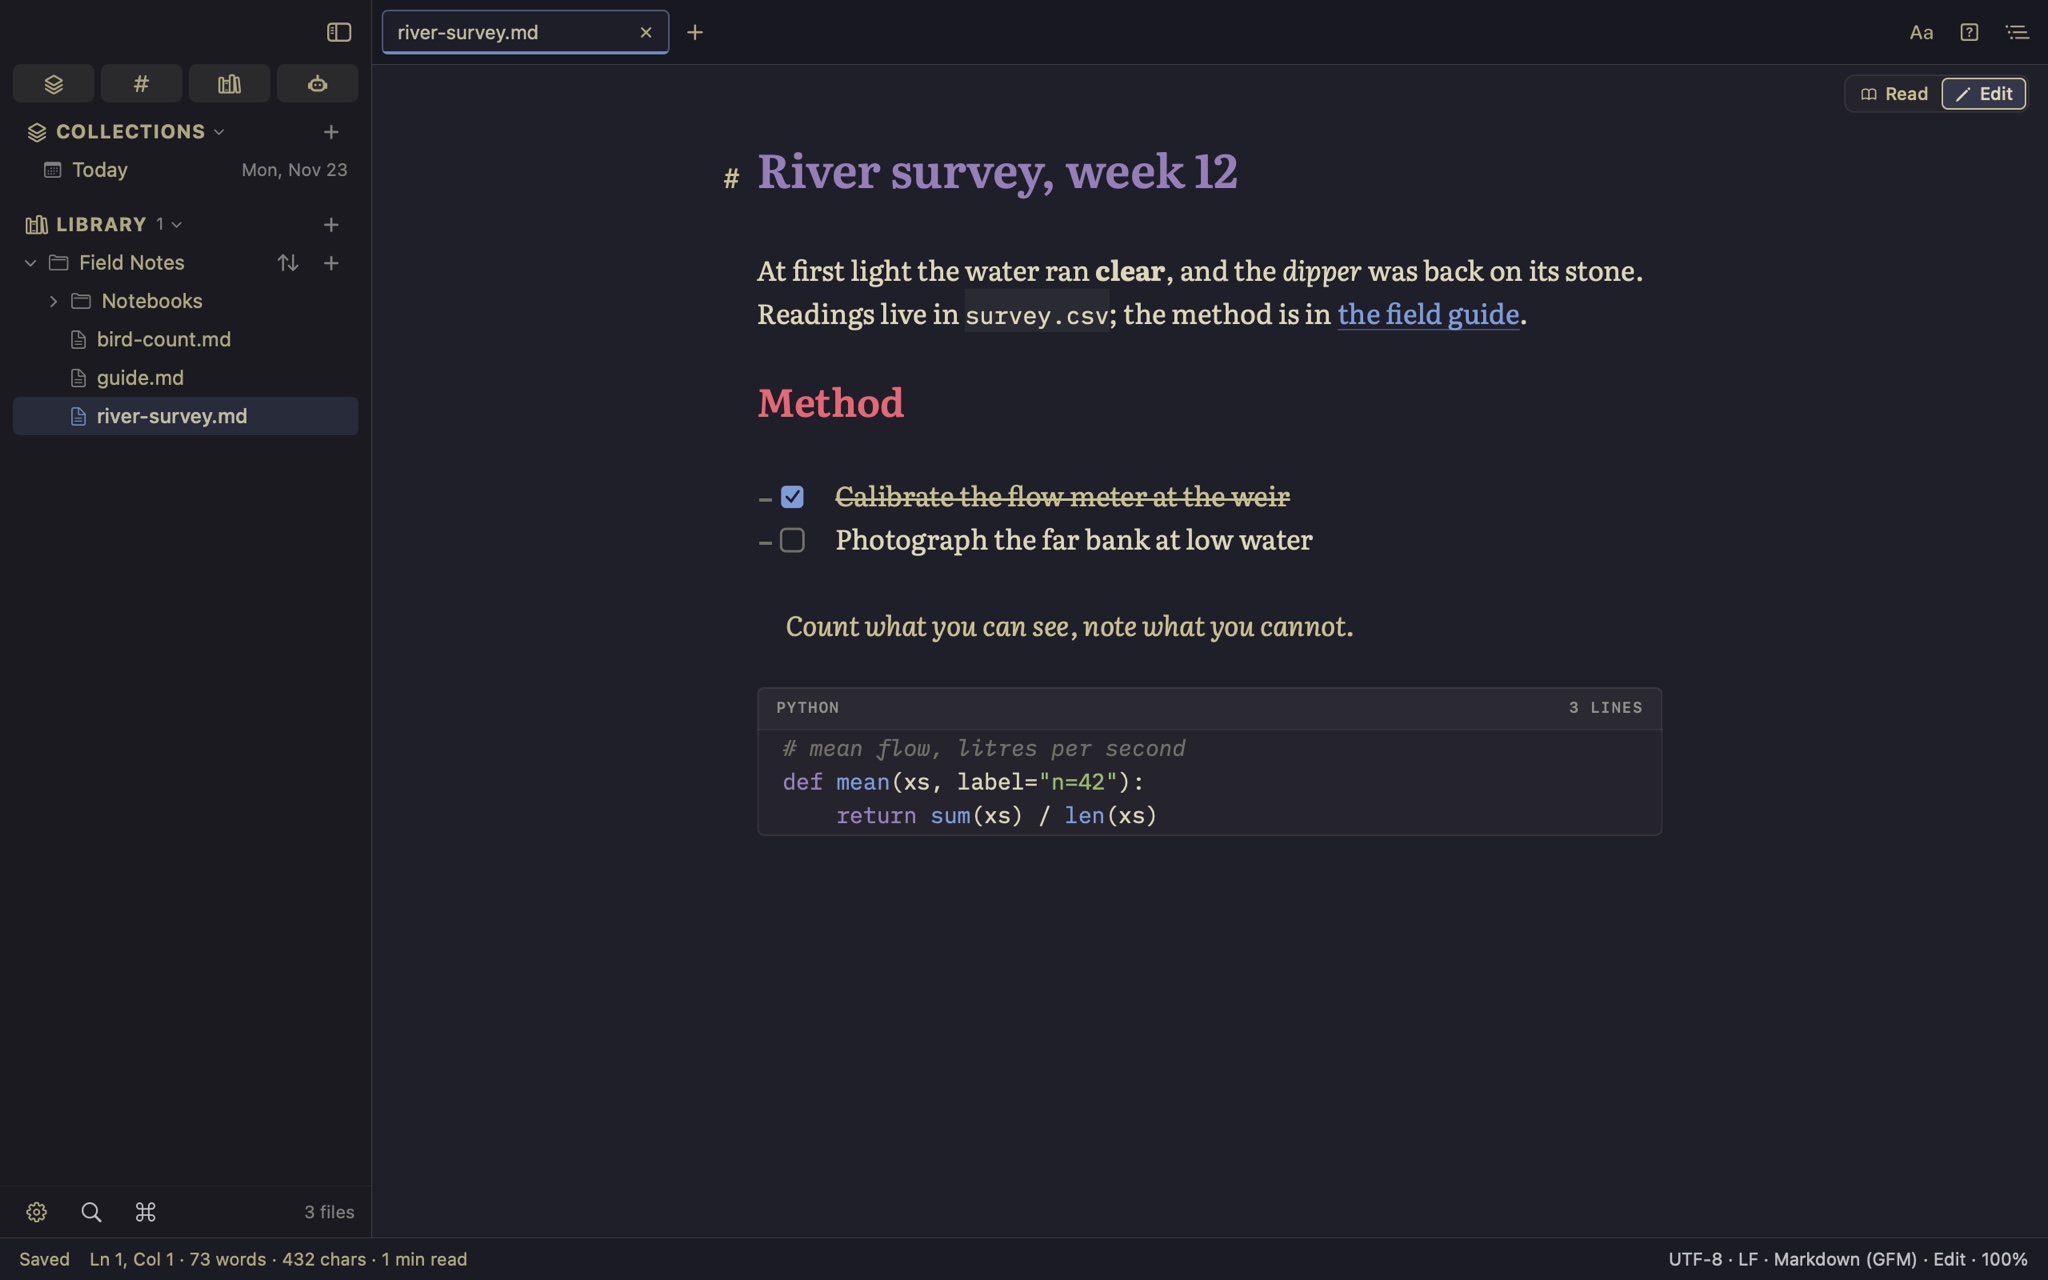 river-survey.md
Aa
Read
Edit
COLLECTIONS
Today Mon, Nov 23
LIBRARY 1
Field Notes
Notebooks
bird-count.md
guide.md
river-survey.md
3 files
# River survey, week 12
At first light the water ran clear, and the dipper was back on its stone.
Readings live in survey.csv; the method is in the field guide.
Method
– Calibrate the flow meter at the weir
– Photograph the far bank at low water
Count what you can see, note what you cannot.
PYTHON 3 LINES
# mean flow, litres per second
def mean(xs, label="n=42"):
    return sum(xs) / len(xs)
Saved Ln 1, Col 1 · 73 words · 432 chars · 1 min read
UTF-8 · LF · Markdown (GFM) · Edit · 100%